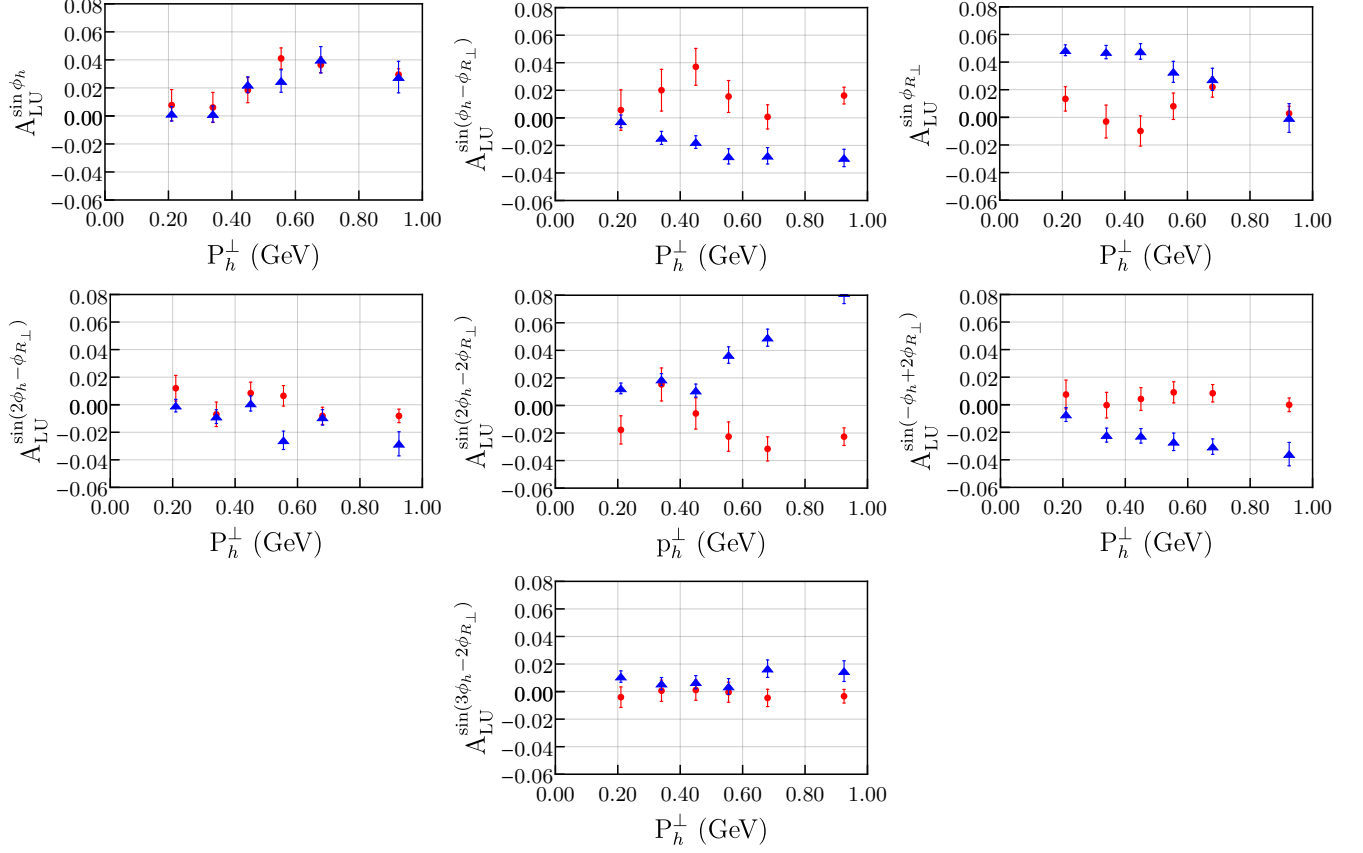 0.08
0.06
0.04
0.02
0.00
−0.02
−0.04
−0.06
0.00 0.20 0.40 0.60 0.80 1.00
P_h^⊥ (GeV)
A_LU^{sin ϕ_h}
0.08
0.06
0.04
0.02
0.00
−0.02
−0.04
−0.06
0.00 0.20 0.40 0.60 0.80 1.00
P_h^⊥ (GeV)
A_LU^{sin(ϕ_h−ϕ_{R_⊥})}
0.08
0.06
0.04
0.02
0.00
−0.02
−0.04
−0.06
0.00 0.20 0.40 0.60 0.80 1.00
P_h^⊥ (GeV)
A_LU^{sin ϕ_{R_⊥}}
0.08
0.06
0.04
0.02
0.00
−0.02
−0.04
−0.06
0.00 0.20 0.40 0.60 0.80 1.00
P_h^⊥ (GeV)
A_LU^{sin(2ϕ_h−ϕ_{R_⊥})}
0.08
0.06
0.04
0.02
0.00
−0.02
−0.04
−0.06
0.00 0.20 0.40 0.60 0.80 1.00
p_h^⊥ (GeV)
A_LU^{sin(2ϕ_h−2ϕ_{R_⊥})}
0.08
0.06
0.04
0.02
0.00
−0.02
−0.04
−0.06
0.00 0.20 0.40 0.60 0.80 1.00
P_h^⊥ (GeV)
A_LU^{sin(−ϕ_h+2ϕ_{R_⊥})}
0.08
0.06
0.04
0.02
0.00
−0.02
−0.04
−0.06
0.00 0.20 0.40 0.60 0.80 1.00
P_h^⊥ (GeV)
A_LU^{sin(3ϕ_h−2ϕ_{R_⊥})}